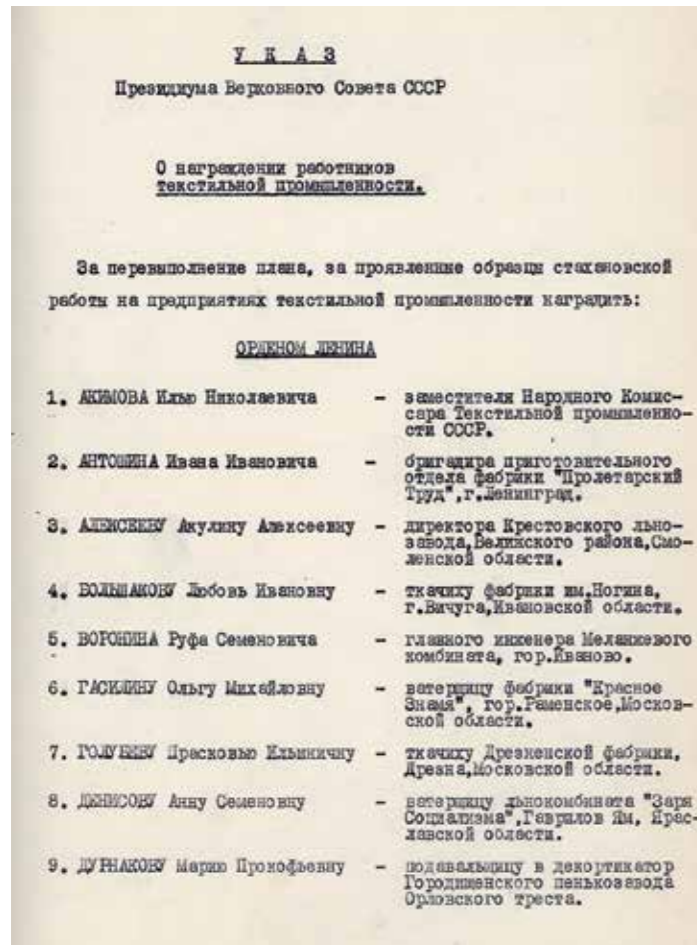 У К А З
Президиума Верховного Совета СССР
О награждении работников
текстильной промышленности.
За перевыполнение плана, за проявленные образцы стахановской
работы на предприятиях текстильной промышленности наградить:
ОРДЕНОМ ЛЕНИНА
1. АКИМОВА Илью Николаевича - заместителя Народного Комис-
сара Текстильной промышленно-
сти СССР.
2. АНТОШИНА Ивана Ивановича - бригадира приготовительного
отдела фабрики "Пролетарский
Труд",г.Ленинград.
3. АЛЕКСЕЕВУ Акулину Алексеевну - директора Крестовского льно-
завода,Велижского района,Смо-
ленской области.
4. БОЛЬШАКОВУ Любовь Ивановну - ткачиху фабрики им.Ногина,
г.Вичуга,Ивановской области.
5. ВОРОНИНА Руфа Семеновича - главного инженера Меланжевого
комбината, гор.Иваново.
6. ГАСИЛИНУ Ольгу Михайловну - ватерщицу фабрики "Красное
Знамя", гор.Раменское,Москов-
ской области.
7. ГОЛУБЕВУ Прасковью Ильиничну - ткачиху Дрезненской фабрики,
Дрезна,Московской области.
8. ДЕНИСОВУ Анну Семеновну - ватерщицу льнокомбината "Заря
Социализма",Гаврилов Ям, Ярос-
лавской области.
9. ДУРНАКОВУ Марию Прокофьевну - подавальщицу в декортикатор
Городищенского пенькозавода
Орловского треста.